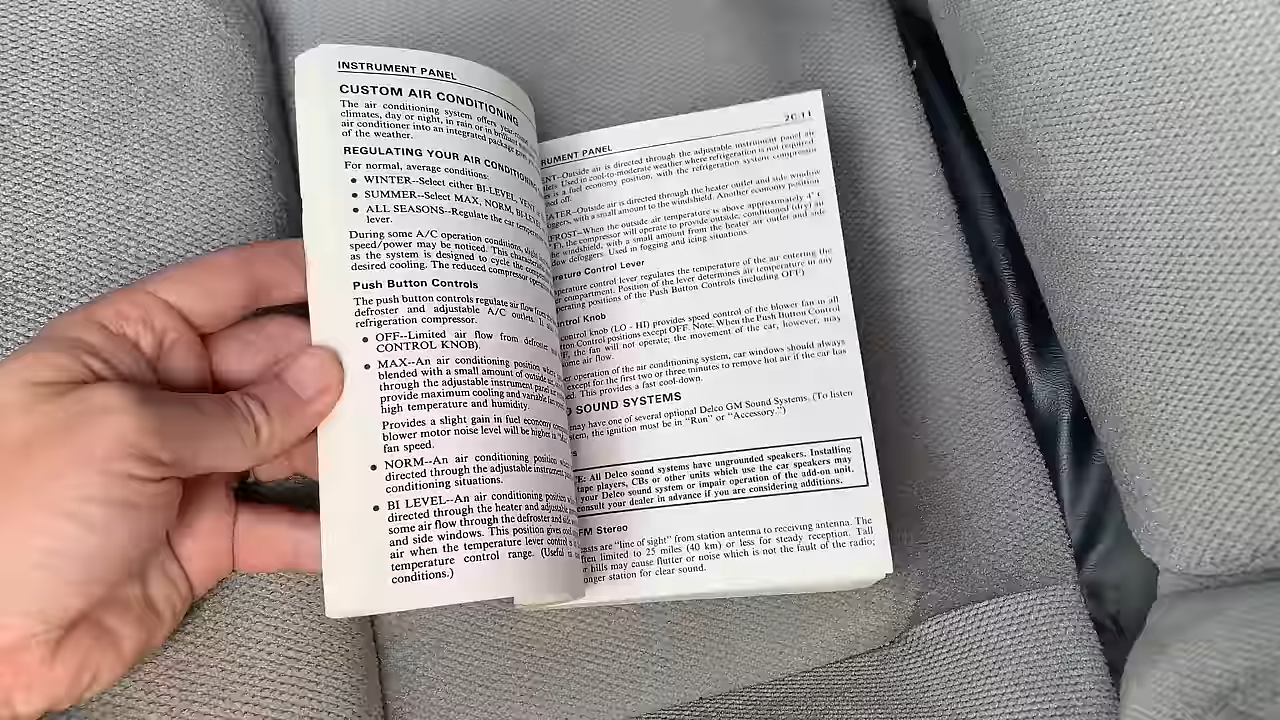 INSTRUMENT PANEL
CUSTOM AIR CONDITIONING
The air conditioning system offers
climates, day or night, in rain or in
air conditioner into an integrated package
of the weather.
REGULATING YOUR AIR
For normal, average conditions:
• WINTER--Select either BI-LEVEL,
• SUMMER--Select MAX, NORM,
• ALL SEASONS--Regulate the car
lever.
During some A/C operation conditions,
speed/power may be noticed. This
as the system is designed to cycle the
desired cooling. The reduced compressor
Push Button Controls
The push button controls regulate air flow
defroster and adjustable A/C
refrigeration compressor.
• OFF--Limited air flow from
CONTROL KNOB).
• MAX--An air conditioning position
blended with a small amount of outside
through the adjustable instrument
provide maximum cooling and
high temperature and humidity.
Provides a slight gain in fuel economy
blower motor noise level will be higher
fan speed.
• NORM--An air conditioning position
directed through the adjustable instrument
conditioning situations.
• BI LEVEL--An air conditioning position
directed through the heater and adjustable
some air flow through the defroster and
and side windows. This position gives
air when the temperature lever
temperature control range. (Useful
conditions.)
2C-11
PANEL
Outside air is directed through the adjustable instrument panel air
Used in cool-to-moderate weather where refrigeration is not required.
is a fuel economy position, with the refrigeration system compressor
off.
Outside air is directed through the heater outlet and side window
with a small amount to the windshield. Another economy position
When the outside air temperature is above approximately 4° C
the compressor will operate to provide outside, conditioned (dry) air
windshield, with a small amount from the heater air outlet and side
defoggers. Used in fogging and icing situations.
Control Lever
control lever regulates the temperature of the air entering the
compartment. Position of the lever determines air temperature in any
positions of the Push Button Controls (including OFF)
Knob
control knob (LO - HI) provides speed control of the blower fan in all
Control positions except OFF. Note: When the Push Button Control
the fan will not operate; the movement of the car, however, may
air flow.
operation of the air conditioning system, car windows should always
except for the first two or three minutes to remove hot air if the car has
This provides a fast cool-down.
SOUND SYSTEMS
may have one of several optional Delco GM Sound Systems. (To listen
the ignition must be in "Run" or "Accessory.")
All Delco sound systems have ungrounded speakers. Installing
tape players, CBs or other units which use the car speakers may
your Delco sound system or impair operation of the add-on unit.
consult your dealer in advance if you are considering additions.
FM Stereo
are "line of sight" from station antenna to receiving antenna. The
limited to 25 miles (40 km) or less for steady reception. Tall
hills may cause flutter or noise which is not the fault of the radio;
station for clear sound.